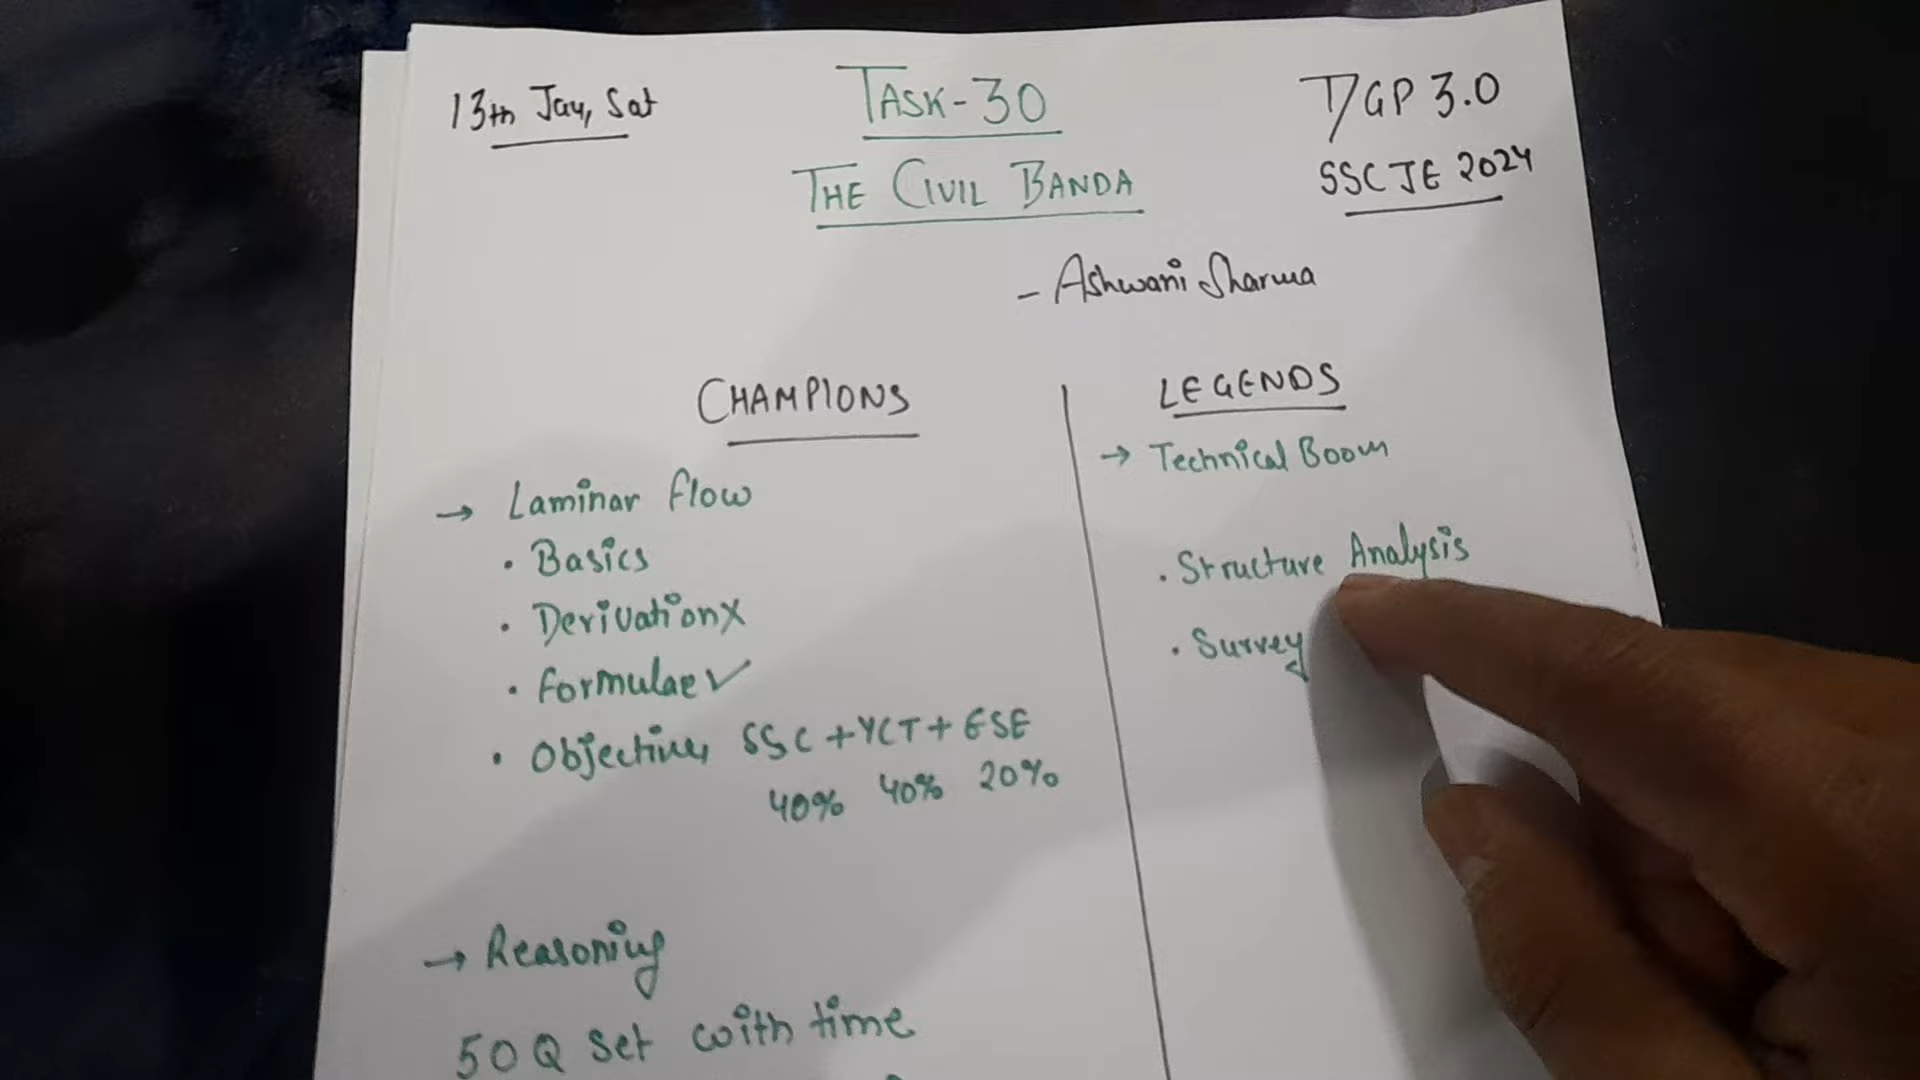 13th Jan, Sat
TASK-30
T/GP 3.0
THE CIVIL BANDA
SSC JE 2024
- Ashwani Sharma
CHAMPIONS
→ Laminar flow
• Basics
• Derivation X
• formulae ✓
• Objective, SSC + YCT + ESE
40% 40% 20%
→ Reasoning
50 Q set with time
LEGENDS
→ Technical Boom
• Structure Analysis
• Survey